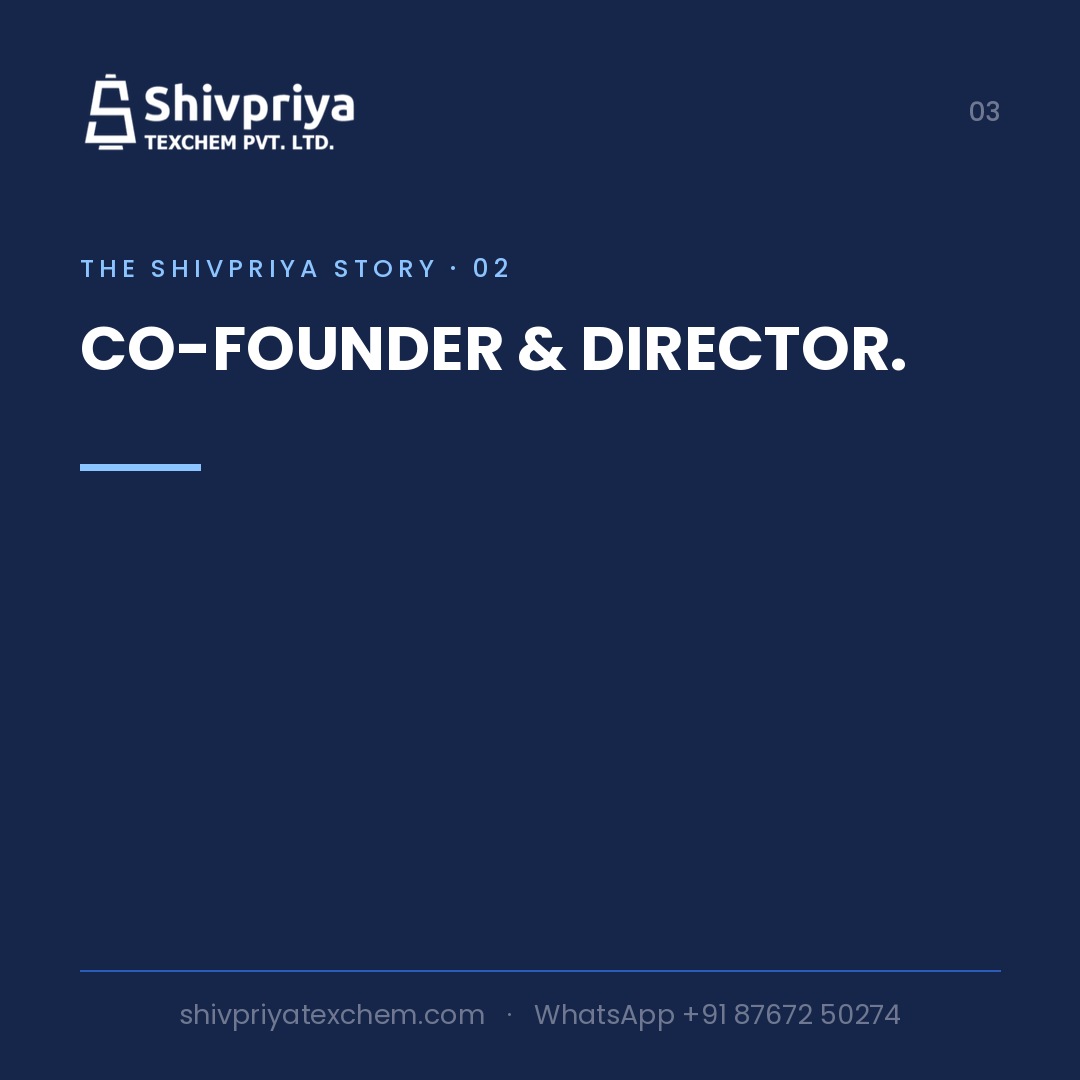 Shivpriya
TEXCHEM PVT. LTD.
03
THE SHIVPRIYA STORY · 02
CO-FOUNDER & DIRECTOR.
shivpriyatexchem.com · WhatsApp +91 87672 50274